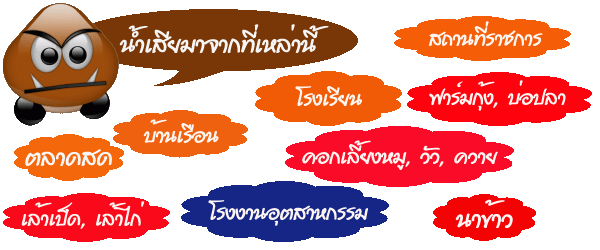 น้ำเสียมาจากที่เหล่านี้
สถานที่ราชการ
โรงเรียน
ฟาร์มกุ้ง, บ่อปลา
บ้านเรือน
ตลาดสด
คอกเลี้ยงหมู, วัว, ควาย
เล้าเป็ด, เล้าไก่
โรงงานอุตสาหกรรม
นาข้าว